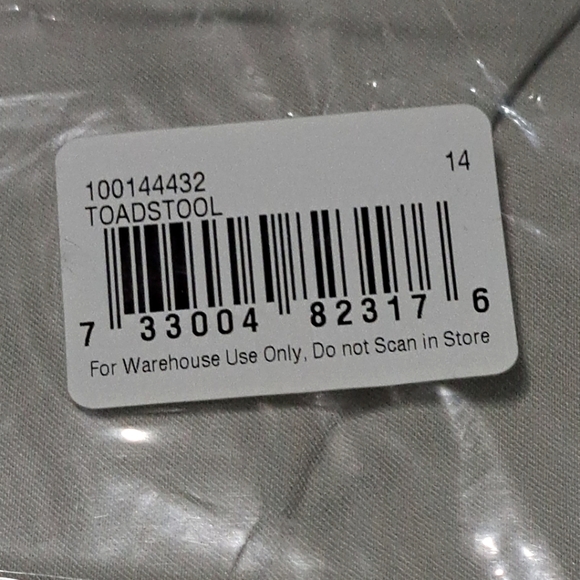 14
100144432
TOADSTOOL
7 33004 82317 6
For Warehouse Use Only, Do not Scan in Store